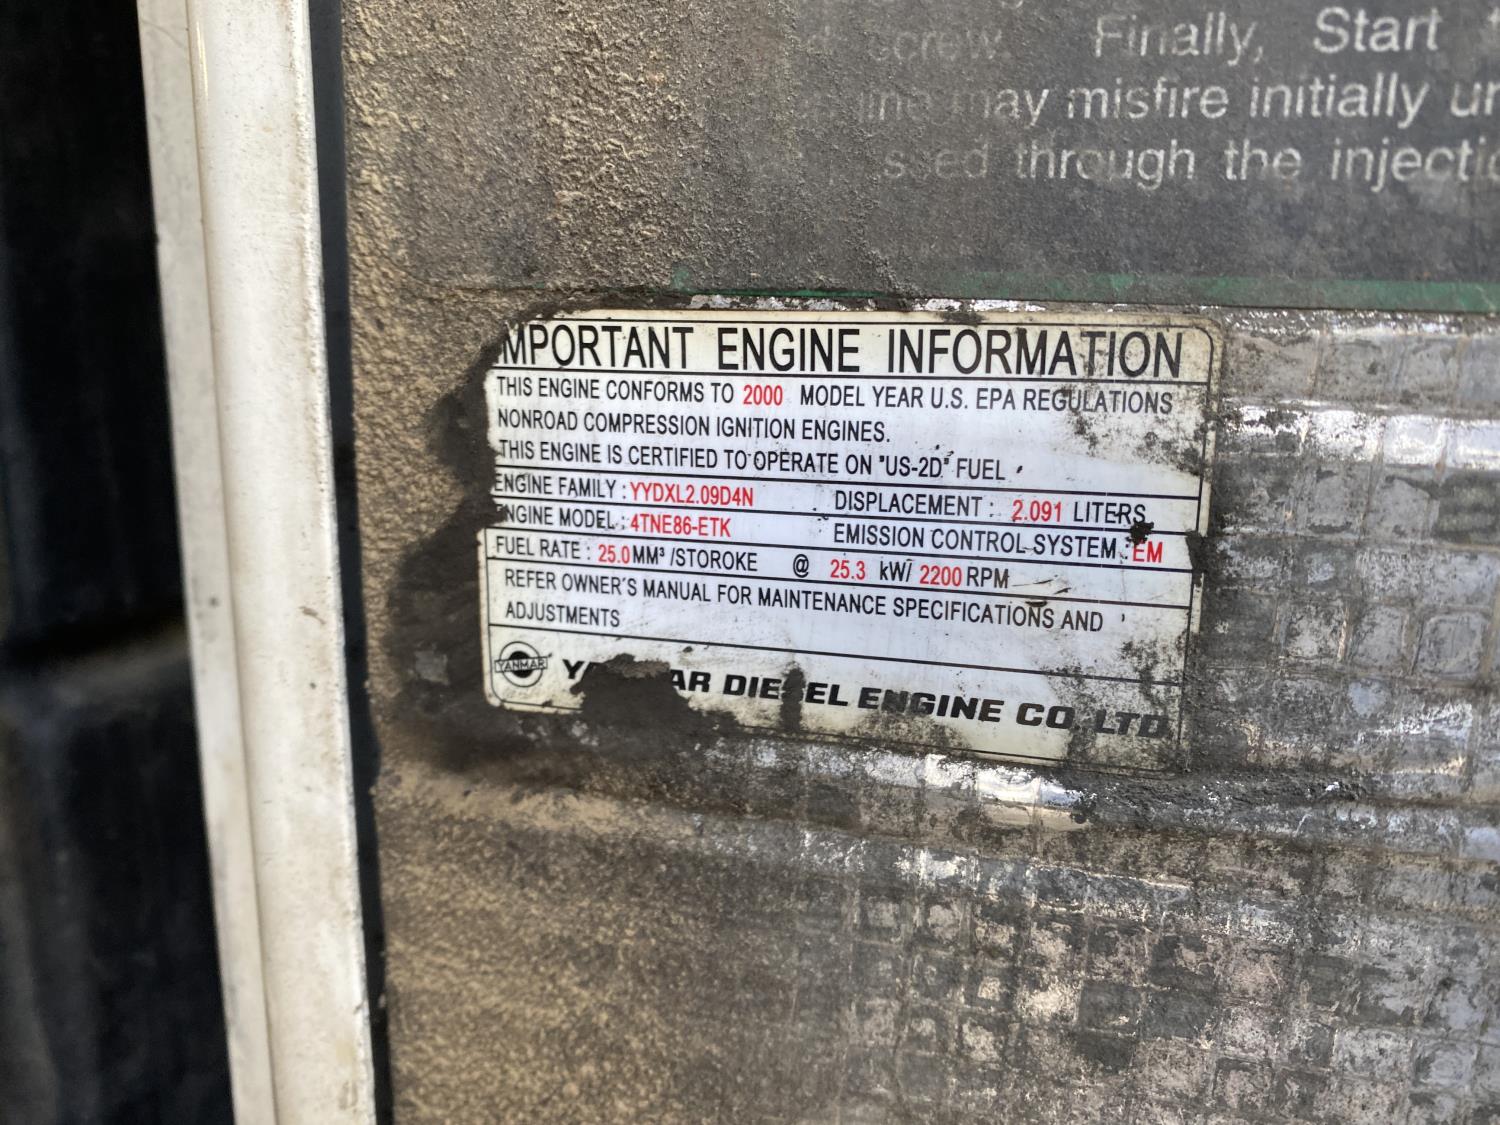 screw. Finally, Start
may misfire initially
through the
IMPORTANT ENGINE INFORMATION
THIS ENGINE CONFORMS TO 2000 MODEL YEAR U.S. EPA REGULATIONS
NONROAD COMPRESSION IGNITION ENGINES.
THIS ENGINE IS CERTIFIED TO OPERATE ON "US-2D" FUEL
ENGINE FAMILY : YYDXL2.09D4N DISPLACEMENT : 2.091 LITERS
ENGINE MODEL : 4TNE86-ETK EMISSION CONTROL SYSTEM : EM
FUEL RATE : 25.0 MM³ /STOROKE @ 25.3 kW/ 2200 RPM
REFER OWNER'S MANUAL FOR MAINTENANCE SPECIFICATIONS AND
ADJUSTMENTS
YANMAR YANMAR DIESEL ENGINE CO., LTD.